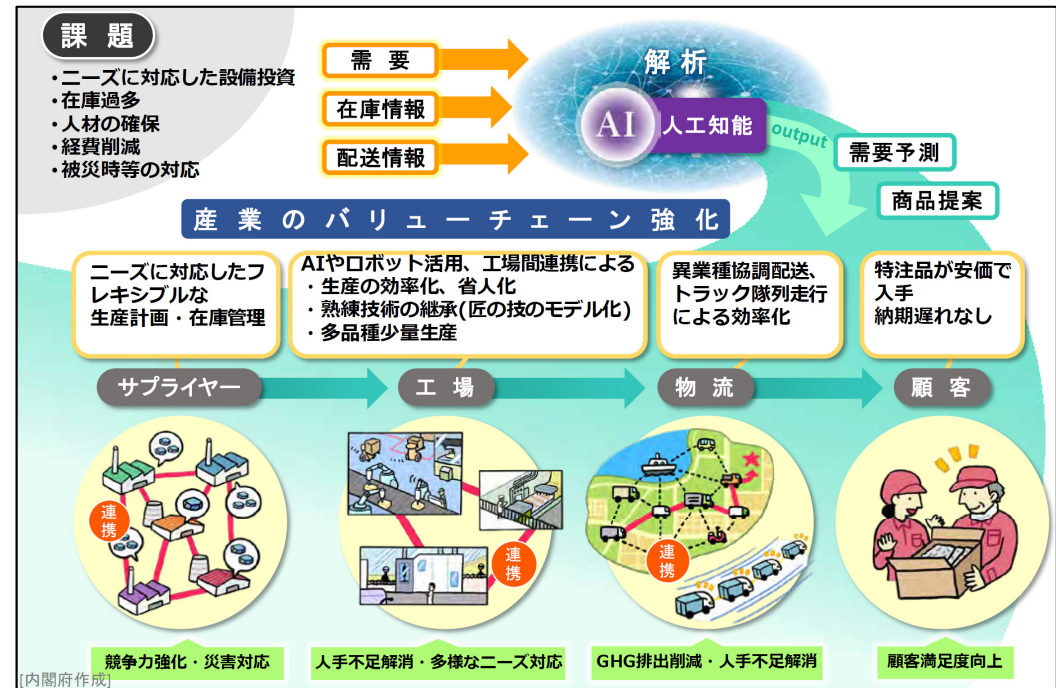 課題
・ニーズに対応した設備投資
・在庫過多
・人材の確保
・経費削減
・被災時等の対応
需要
在庫情報
配送情報
解析
AI 人工知能
output
需要予測
商品提案
産業のバリューチェーン強化
ニーズに対応したフ
レキシブルな
生産計画・在庫管理
AIやロボット活用、工場間連携による
・生産の効率化、省人化
・熟練技術の継承(匠の技のモデル化)
・多品種少量生産
異業種協調配送、
トラック隊列走行
による効率化
特注品が安価で
入手
納期遅れなし
サプライヤー
工場
物流
顧客
連携
連携
連携
競争力強化・災害対応
人手不足解消・多様なニーズ対応
GHG排出削減・人手不足解消
顧客満足度向上
[内閣府作成]